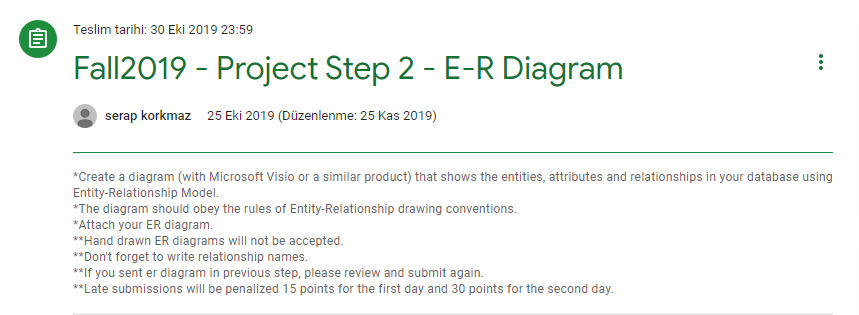 Teslim tarihi: 30 Eki 2019 23:59
Fall2019 - Project Step 2 - E-R Diagram
serap korkmaz 25 Eki 2019 (Düzenlenme: 25 Kas 2019)
*Create a diagram (with Microsoft Visio or a similar product) that shows the entities, attributes and relationships in your database using
Entity-Relationship Model.
*The diagram should obey the rules of Entity-Relationship drawing conventions.
*Attach your ER diagram.
**Hand drawn ER diagrams will not be accepted.
**Don't forget to write relationship names.
**If you sent er diagram in previous step, please review and submit again.
**Late submissions will be penalized 15 points for the first day and 30 points for the second day.